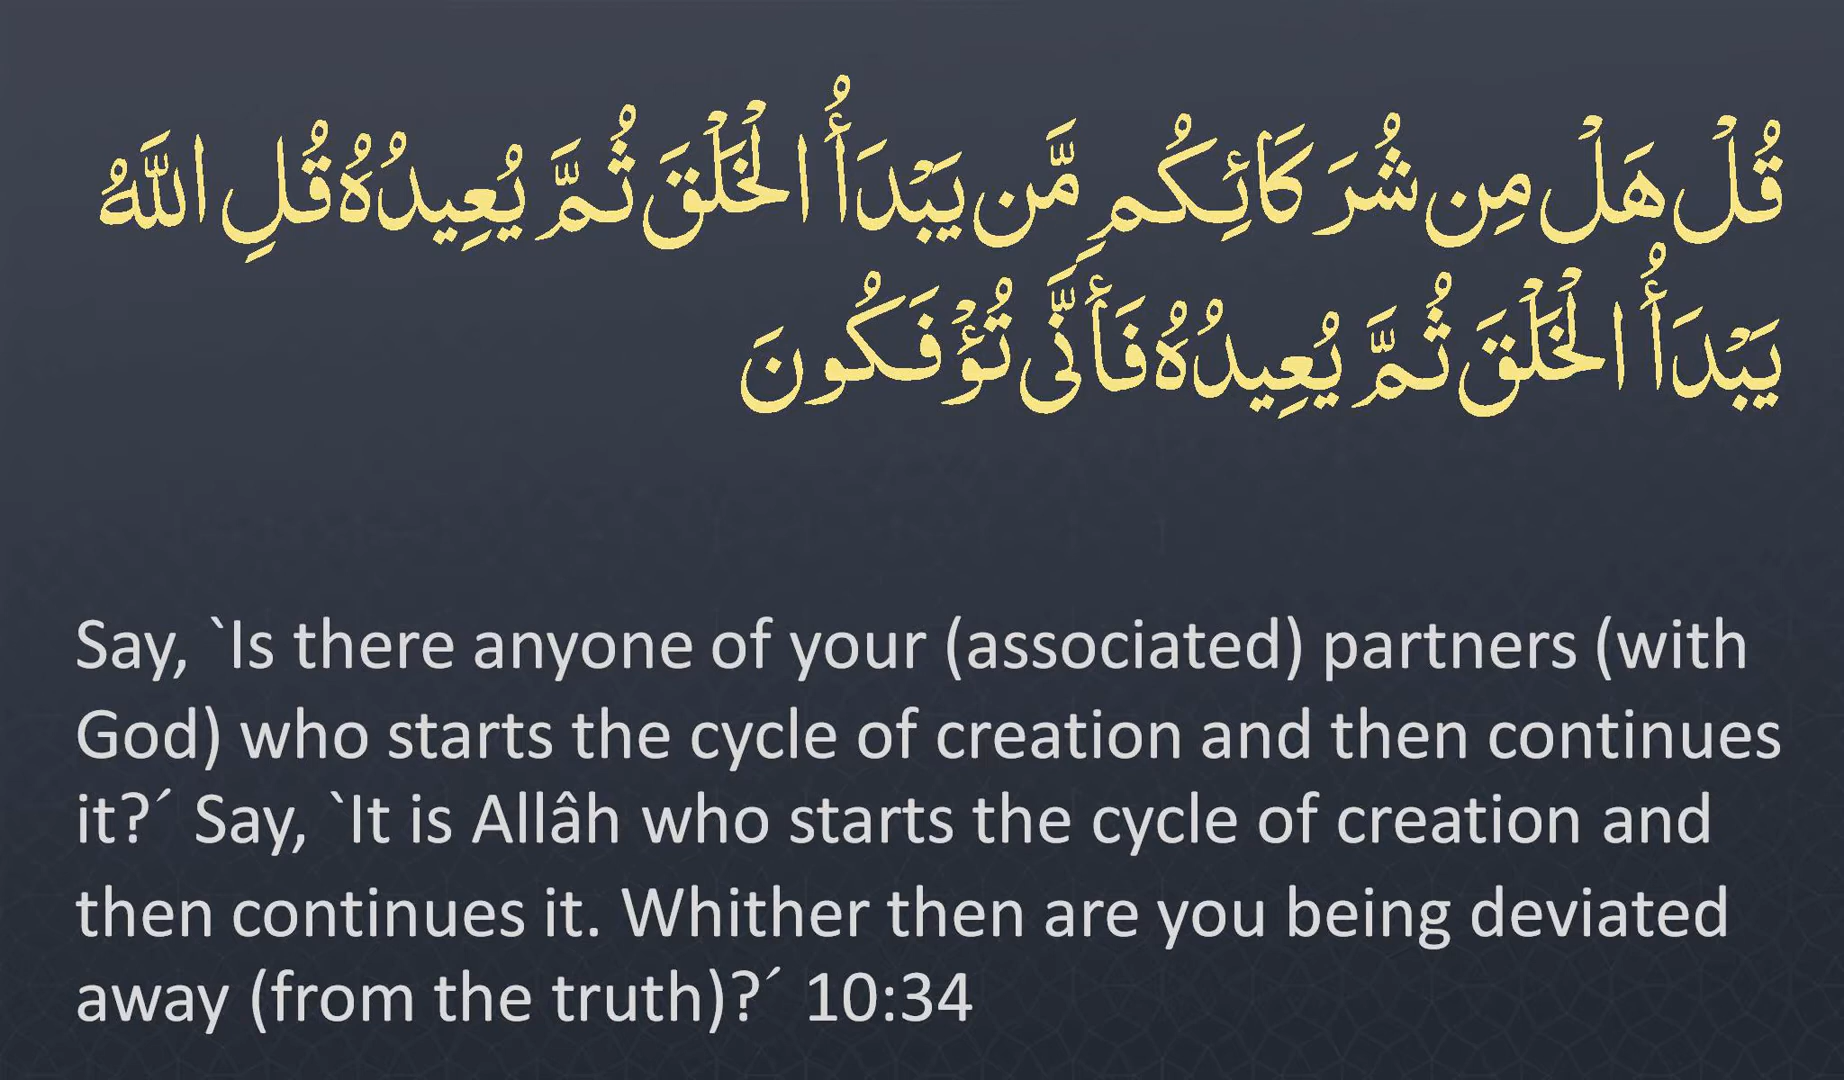 قُلْ هَلْ مِن شُرَكَائِكُم مَّن يَبْدَأُ الْخَلْقَ ثُمَّ يُعِيدُهُ قُلِ اللَّهُ
يَبْدَأُ الْخَلْقَ ثُمَّ يُعِيدُهُ فَأَنَّى تُؤْفَكُونَ
Say, `Is there anyone of your (associated) partners (with
God) who starts the cycle of creation and then continues
it?´ Say, `It is Allâh who starts the cycle of creation and
then continues it. Whither then are you being deviated
away (from the truth)?´ 10:34